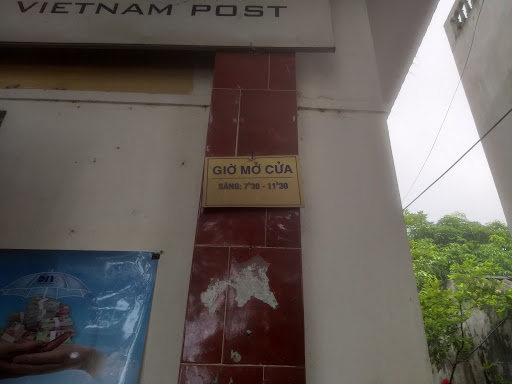 VIETNAM POST
GIỜ MỞ CỬA
SÁNG: 7h30 - 11h30